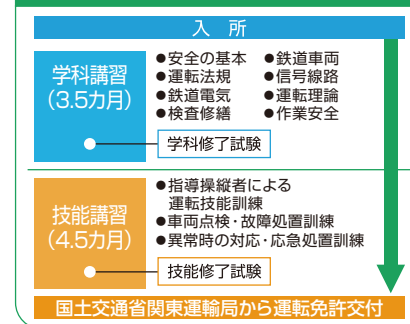 入 所
学科講習
(3.5カ月)
●安全の基本 ●鉄道車両
●運転法規 ●信号線路
●鉄道電気 ●運転理論
●検査修繕 ●作業安全
学科修了試験
技能講習
(4.5カ月)
●指導操縦者による
運転技能訓練
●車両点検・故障処置訓練
●異常時の対応・応急処置訓練
技能修了試験
国土交通省関東運輸局から運転免許交付